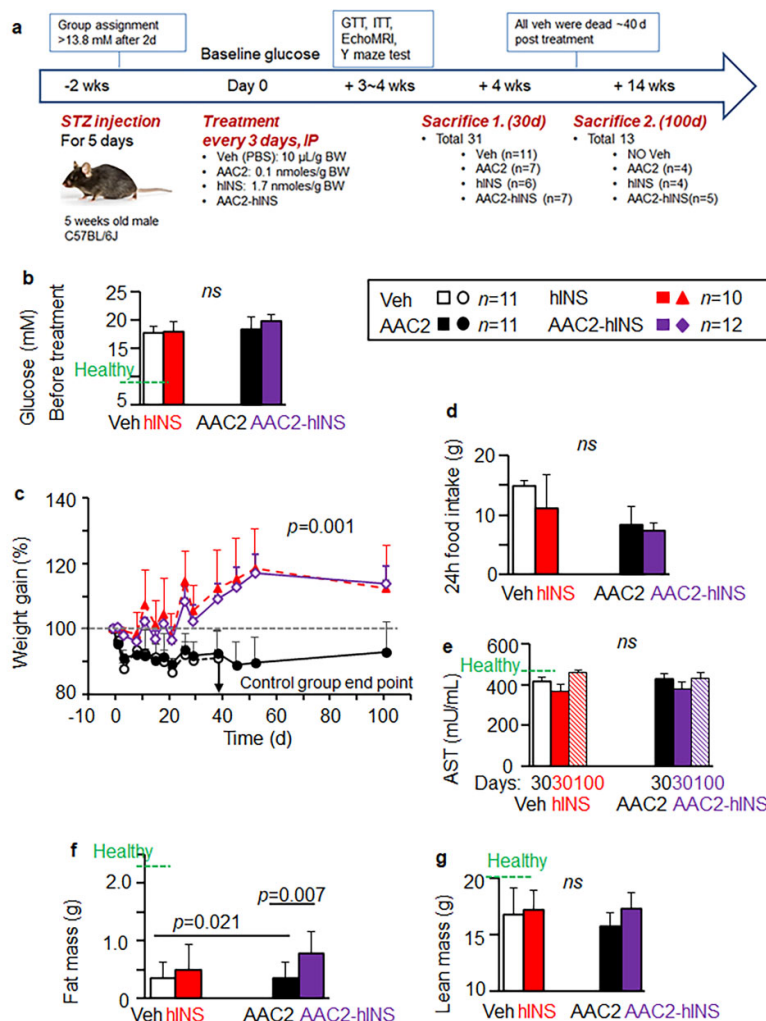 a
Group assignment
>13.8 mM after 2d
Baseline glucose
GTT, ITT,
EchoMRI,
Y maze test
All veh were dead ~40 d
post treatment
-2 wks
Day 0
+ 3~4 wks
+ 4 wks
+ 14 wks
STZ injection
For 5 days
5 weeks old male
C57BL/6J
Treatment
every 3 days, IP
• Veh (PBS): 10 µL/g BW
• AAC2: 0.1 nmoles/g BW
• hINS: 1.7 nmoles/g BW
• AAC2-hINS
Sacrifice 1. (30d)
• Total 31
• Veh (n=11)
• AAC2 (n=7)
• hINS (n=6)
• AAC2-hINS (n=7)
Sacrifice 2. (100d)
• Total 13
• NO Veh
• AAC2 (n=4)
• hINS (n=4)
• AAC2-hINS(n=5)
b
ns
Glucose (mM)
Before treatment
25
20
15
10
5
Healthy
Veh hINS
AAC2 AAC2-hINS
Veh n=11
hINS n=10
AAC2 n=11
AAC2-hINS n=12
c
Weight gain (%)
140
120
100
80
p=0.001
Control group end point
-10 0 20 40 60 80 100
Time (d)
d
24h food intake (g)
20
15
10
5
0
ns
Veh hINS
AAC2 AAC2-hINS
e
AST (mU/mL)
600
400
200
0
Healthy
ns
Days: 30 30 100
30 30 100
Veh hINS
AAC2 AAC2-hINS
f
Healthy
Fat mass (g)
2.0
1.0
0
p=0.021
p=0.007
Veh hINS
AAC2 AAC2-hINS
g
Healthy
Lean mass (g)
20
15
10
ns
Veh hINS
AAC2 AAC2-hINS